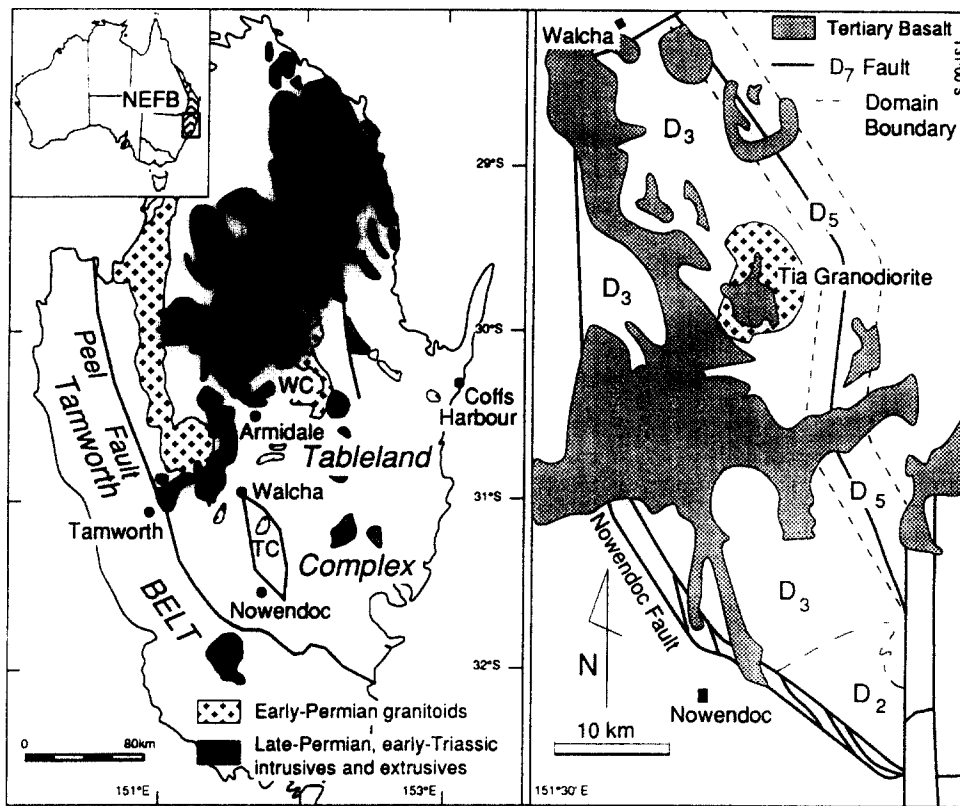 NEFB
29°S
30°S
31°S
32°S
Peel
Fault
Tamworth
BELT
WC
Armidale
Coffs
Harbour
Tableland
Walcha
Tamworth
TC
Complex
Nowendoc
Early-Permian granitoids
Late-Permian, early-Triassic
intrusives and extrusives
0 80km
151°E 153°E
Walcha
Tertiary Basalt
D7 Fault
Domain
Boundary
D3
D5
Tia Granodiorite
D3
D5
Nowendoc Fault
D3
D2
N
Nowendoc
10 km
151°30' E